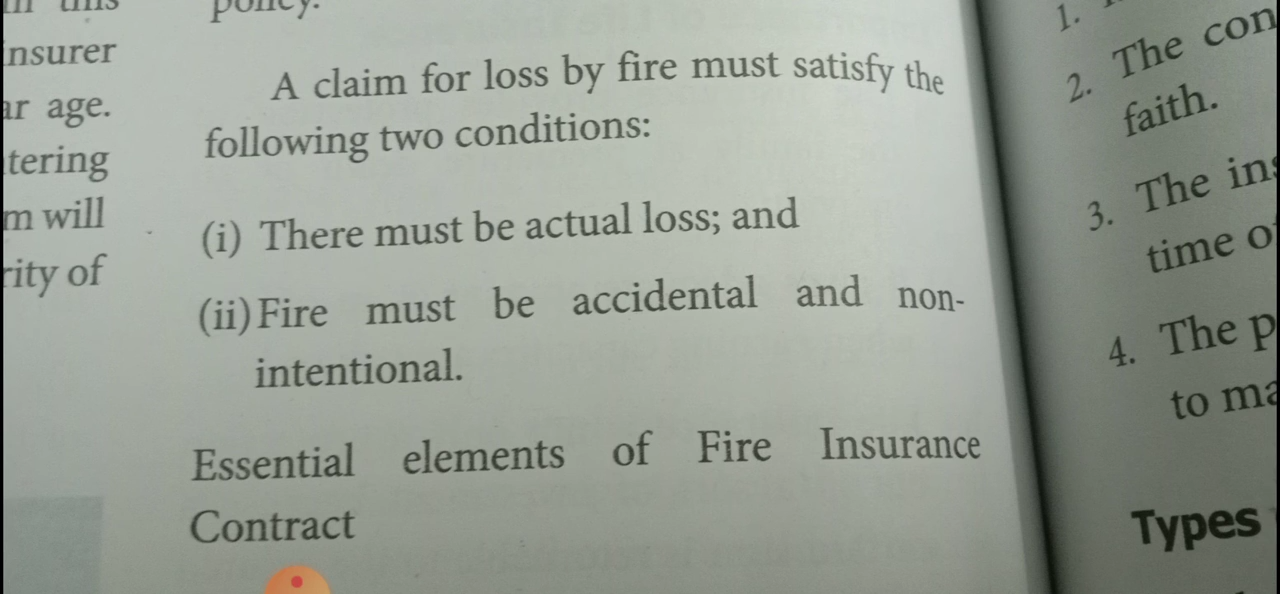 nsurer
ar age.
tering
m will
rity of
policy.
A claim for loss by fire must satisfy the
following two conditions:
(i) There must be actual loss; and
(ii) Fire must be accidental and non-
intentional.
Essential elements of Fire Insurance
Contract
1.
2. The con
faith.
3. The ins
time o
4. The p
to ma
Types